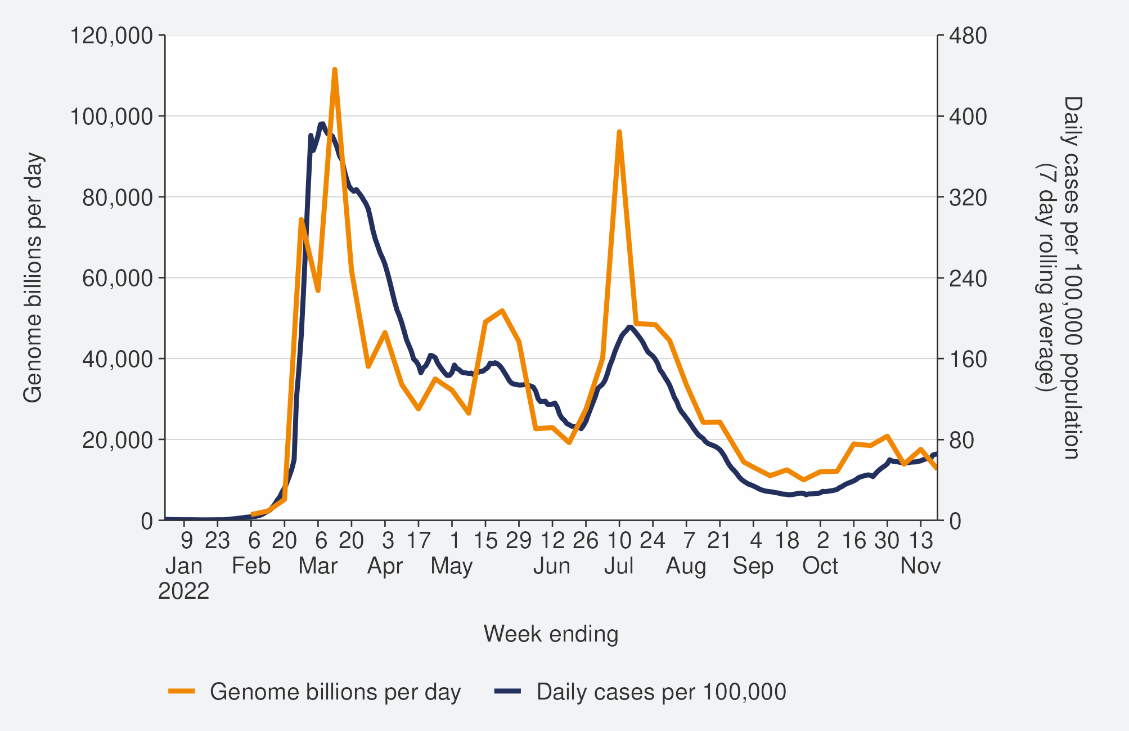 120,000
100,000
80,000
60,000
40,000
20,000
0
Genome billions per day
480
400
320
240
160
80
0
Daily cases per 100,000 population
(7 day rolling average)
9 23 6 20 6 20 3 17 1 15 29 12 26 10 24 7 21 4 18 2 16 30 13
Jan Feb Mar Apr May Jun Jul Aug Sep Oct Nov
2022
Week ending
Genome billions per day Daily cases per 100,000